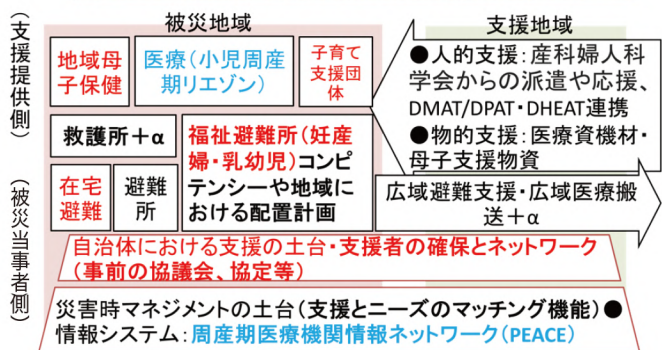 被災地域
支援地域
（支援提供側）
（被災当事者側）
地域母
子保健
医療（小児周産
期リエゾン）
子育て
支援団
体
●人的支援：産科婦人科
学会からの派遣や応援、
DMAT/DPAT・DHEAT連携
●物的支援：医療資機材・
母子支援物資
救護所＋α
福祉避難所（妊産
婦・乳幼児）コンピ
テンシーや地域に
おける配置計画
在宅
避難
避難
所
広域避難支援・広域医療搬
送＋α
自治体における支援の土台・支援者の確保とネットワーク
（事前の協議会、協定等）
災害時マネジメントの土台（支援とニーズのマッチング機能）●
情報システム：周産期医療機関情報ネットワーク（PEACE）